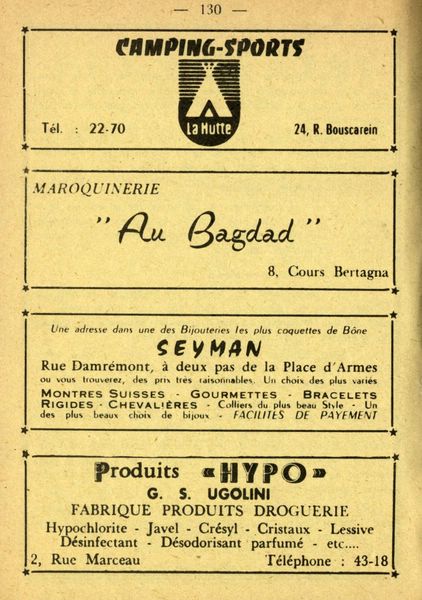 — 130 —
CAMPING-SPORTS
La Hutte
Tél. : 22-70
24, R. Bouscarein
MAROQUINERIE
"Au Bagdad"
8, Cours Bertagna
Une adresse dans une des Bijouteries les plus coquettes de Bône
SEYMAN
Rue Damrémont, à deux pas de la Place d'Armes
ou vous trouverez, des prix très raisonnables. Un choix des plus variés
MONTRES SUISSES - GOURMETTES - BRACELETS
RIGIDES - CHEVALIÈRES - Colliers du plus beau Style - Un
des plus beaux choix de bijoux - FACILITES DE PAYEMENT
Produits «HYPO»
G. S. UGOLINI
FABRIQUE PRODUITS DROGUERIE
Hypochlorite - Javel - Crésyl - Cristaux - Lessive
Désinfectant - Désodorisant parfumé - etc....
2, Rue Marceau
Téléphone : 43-18